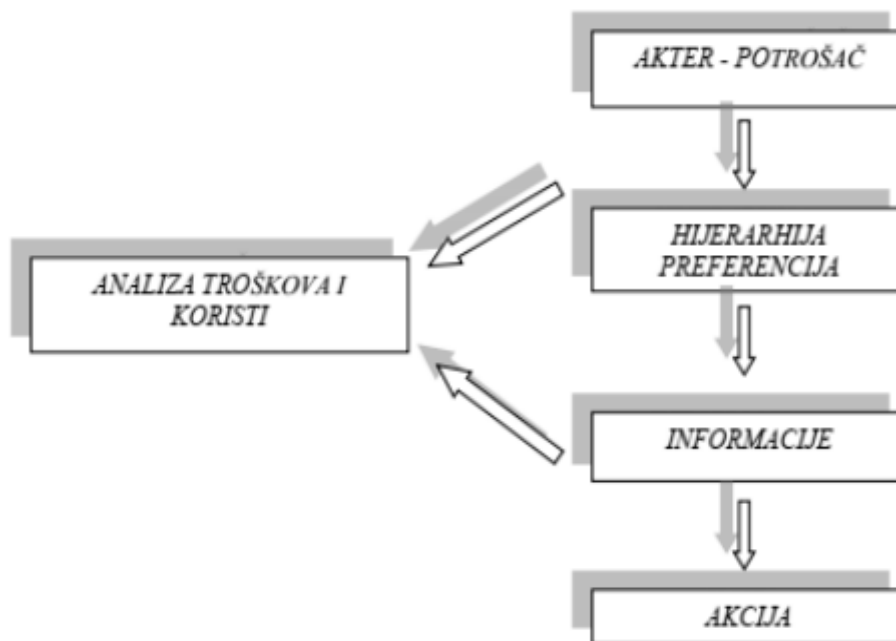 AKTER - POTROŠAČ
HIJERARHIJA
PREFERENCIJA
ANALIZA TROŠKOVA I
KORISTI
INFORMACIJE
AKCIJA